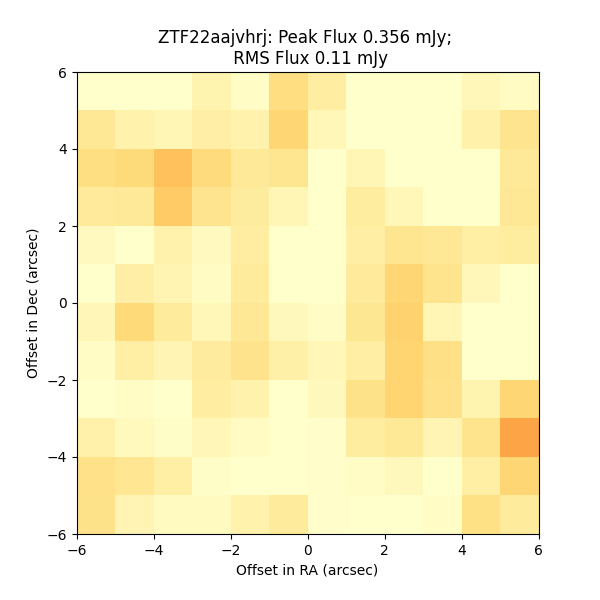 ZTF22aajvhrj: Peak Flux 0.356 mJy;
RMS Flux 0.11 mJy
6
4
2
0
−2
−4
−6
Offset in Dec (arcsec)
−6 −4 −2 0 2 4 6
Offset in RA (arcsec)